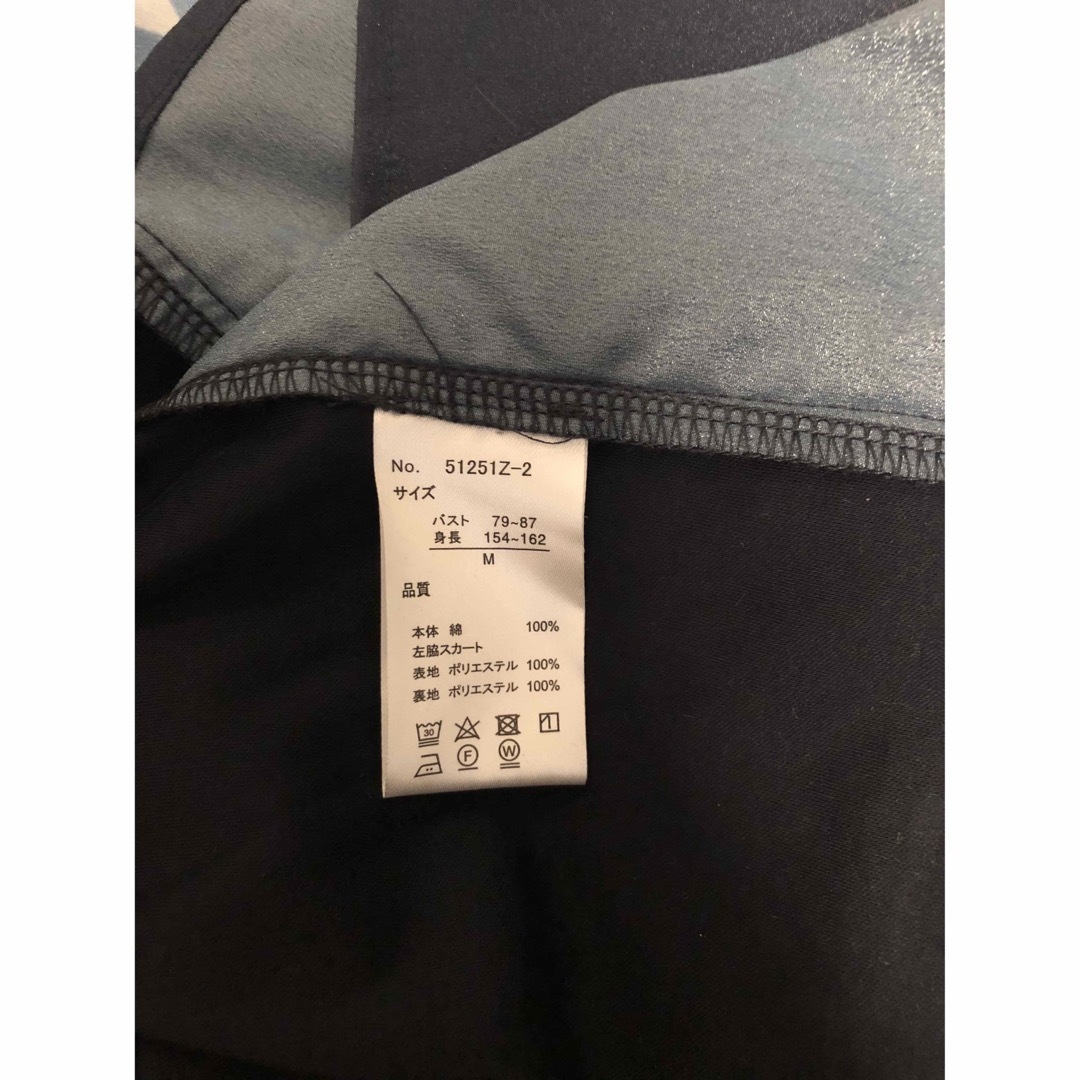 No. 51251Z-2
サイズ
バスト 79~87
身長 154~162
M
品質
本体 綿 100%
左脇スカート
表地 ポリエステル 100%
裏地 ポリエステル 100%
30
F W